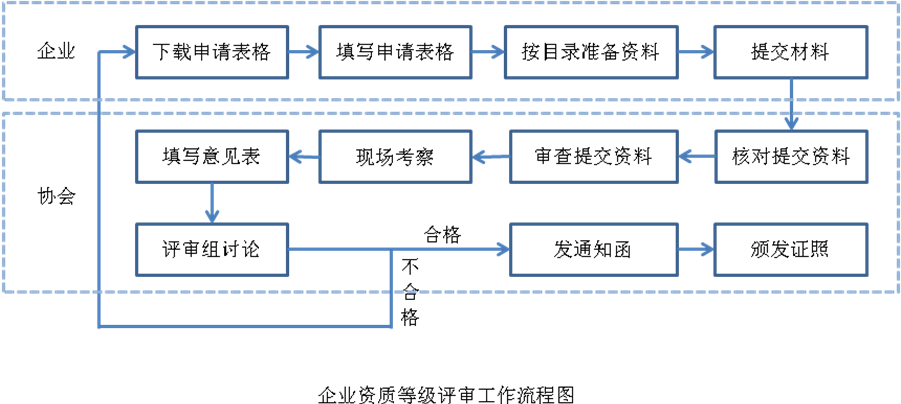 企业
下载申请表格
填写申请表格
按目录准备资料
提交材料
协会
填写意见表
现场考察
审查提交资料
核对提交资料
评审组讨论
合格
不合格
发通知函
颁发证照
企业资质等级评审工作流程图